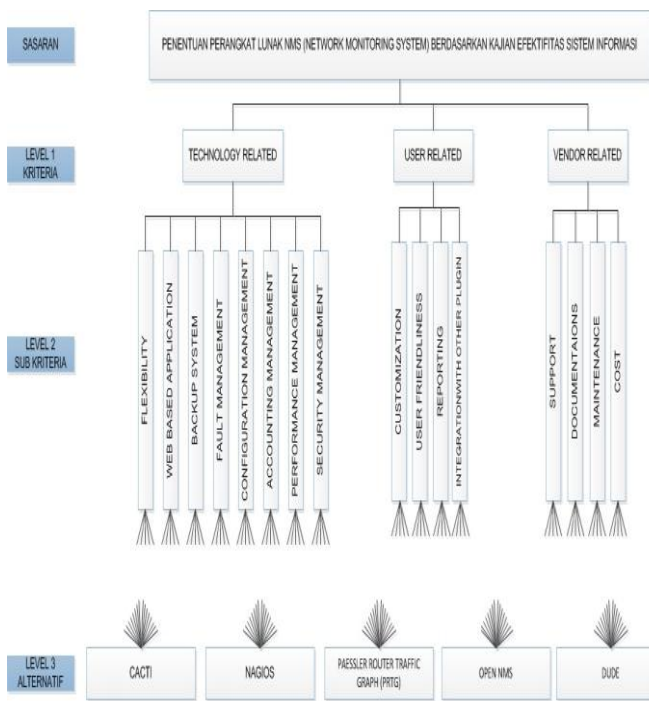 SASARAN
PENENTUAN PERANGKAT LUNAK NMS (NETWORK MONITORING SYSTEM) BERDASARKAN KAJIAN EFEKTIFITAS SISTEM INFORMASI
LEVEL 1
KRITERIA
TECHNOLOGY RELATED
USER RELATED
VENDOR RELATED
LEVEL 2
SUB KRITERIA
FLEXIBILITY
WEB BASED APPLICATION
BACKUP SYSTEM
FAULT MANAGEMENT
CONFIGURATION MANAGEMENT
ACCOUNTING MANAGEMENT
PERFORMANCE MANAGEMENT
SECURITY MANAGEMENT
CUSTOMIZATION
USER FRIENDLINESS
REPORTING
INTEGRATIONWITH OTHER PLUGIN
SUPPORT
DOCUMENTAIONS
MAINTENANCE
COST
LEVEL 3
ALTERNATIF
CACTI
NAGIOS
PAESSLER ROUTER TRAFFIC
GRAPH (PRTG)
OPEN NMS
DUDE